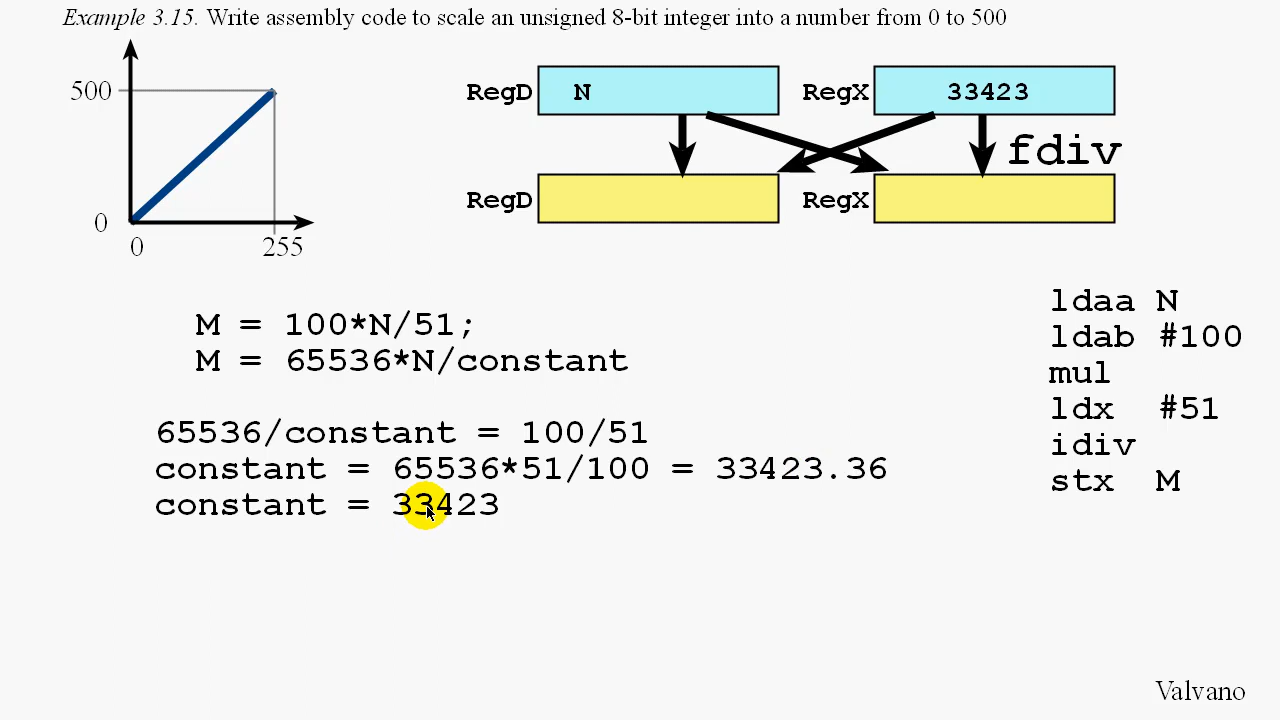 Example 3.15. Write assembly code to scale an unsigned 8-bit integer into a number from 0 to 500
500
0
0
255
RegD N
RegX 33423
fdiv
RegD
RegX
M = 100*N/51;
M = 65536*N/constant
65536/constant = 100/51
constant = 65536*51/100 = 33423.36
constant = 33423
ldaa N
ldab #100
mul
ldx #51
idiv
stx M
Valvano